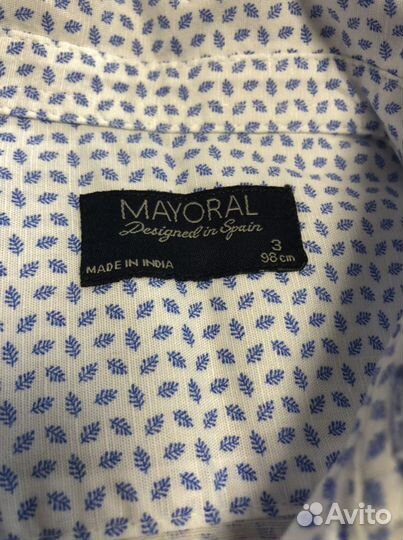 MAYORAL
Designed in Spain
3
MADE IN INDIA 98 cm
Avito